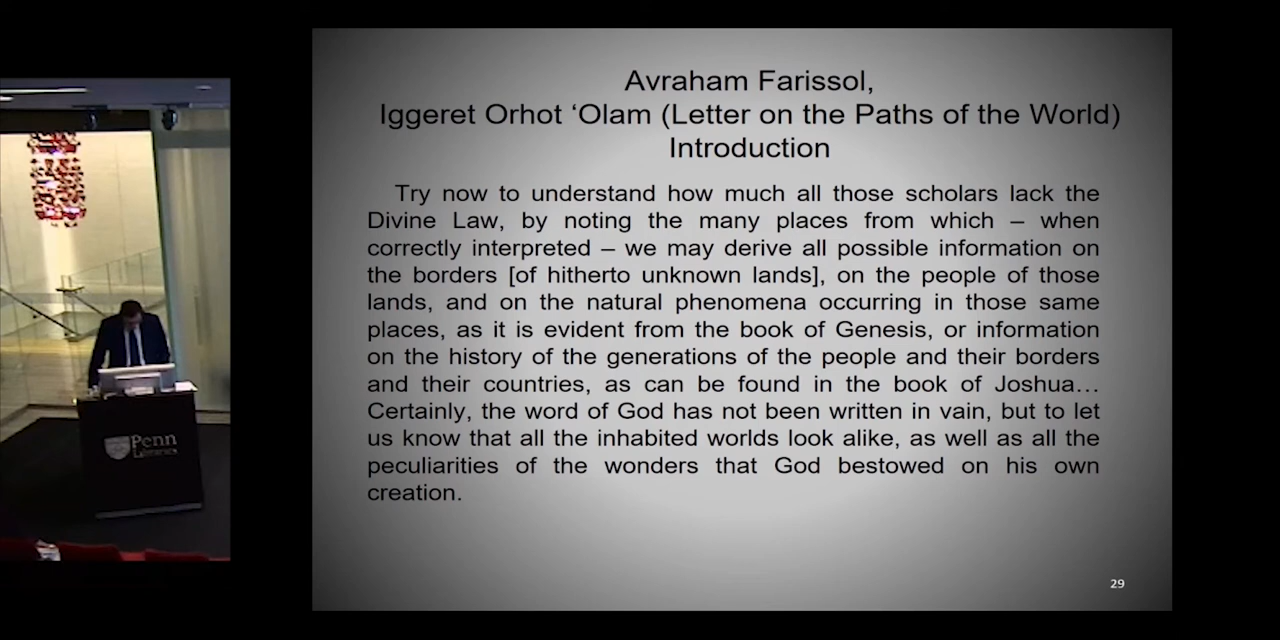 Avraham Farissol,
Iggeret Orhot ‘Olam (Letter on the Paths of the World)
Introduction
Try now to understand how much all those scholars lack the
Divine Law, by noting the many places from which – when
correctly interpreted – we may derive all possible information on
the borders [of hitherto unknown lands], on the people of those
lands, and on the natural phenomena occurring in those same
places, as it is evident from the book of Genesis, or information
on the history of the generations of the people and their borders
and their countries, as can be found in the book of Joshua…
Certainly, the word of God has not been written in vain, but to let
us know that all the inhabited worlds look alike, as well as all the
peculiarities of the wonders that God bestowed on his own
creation.
29
Penn
Libraries